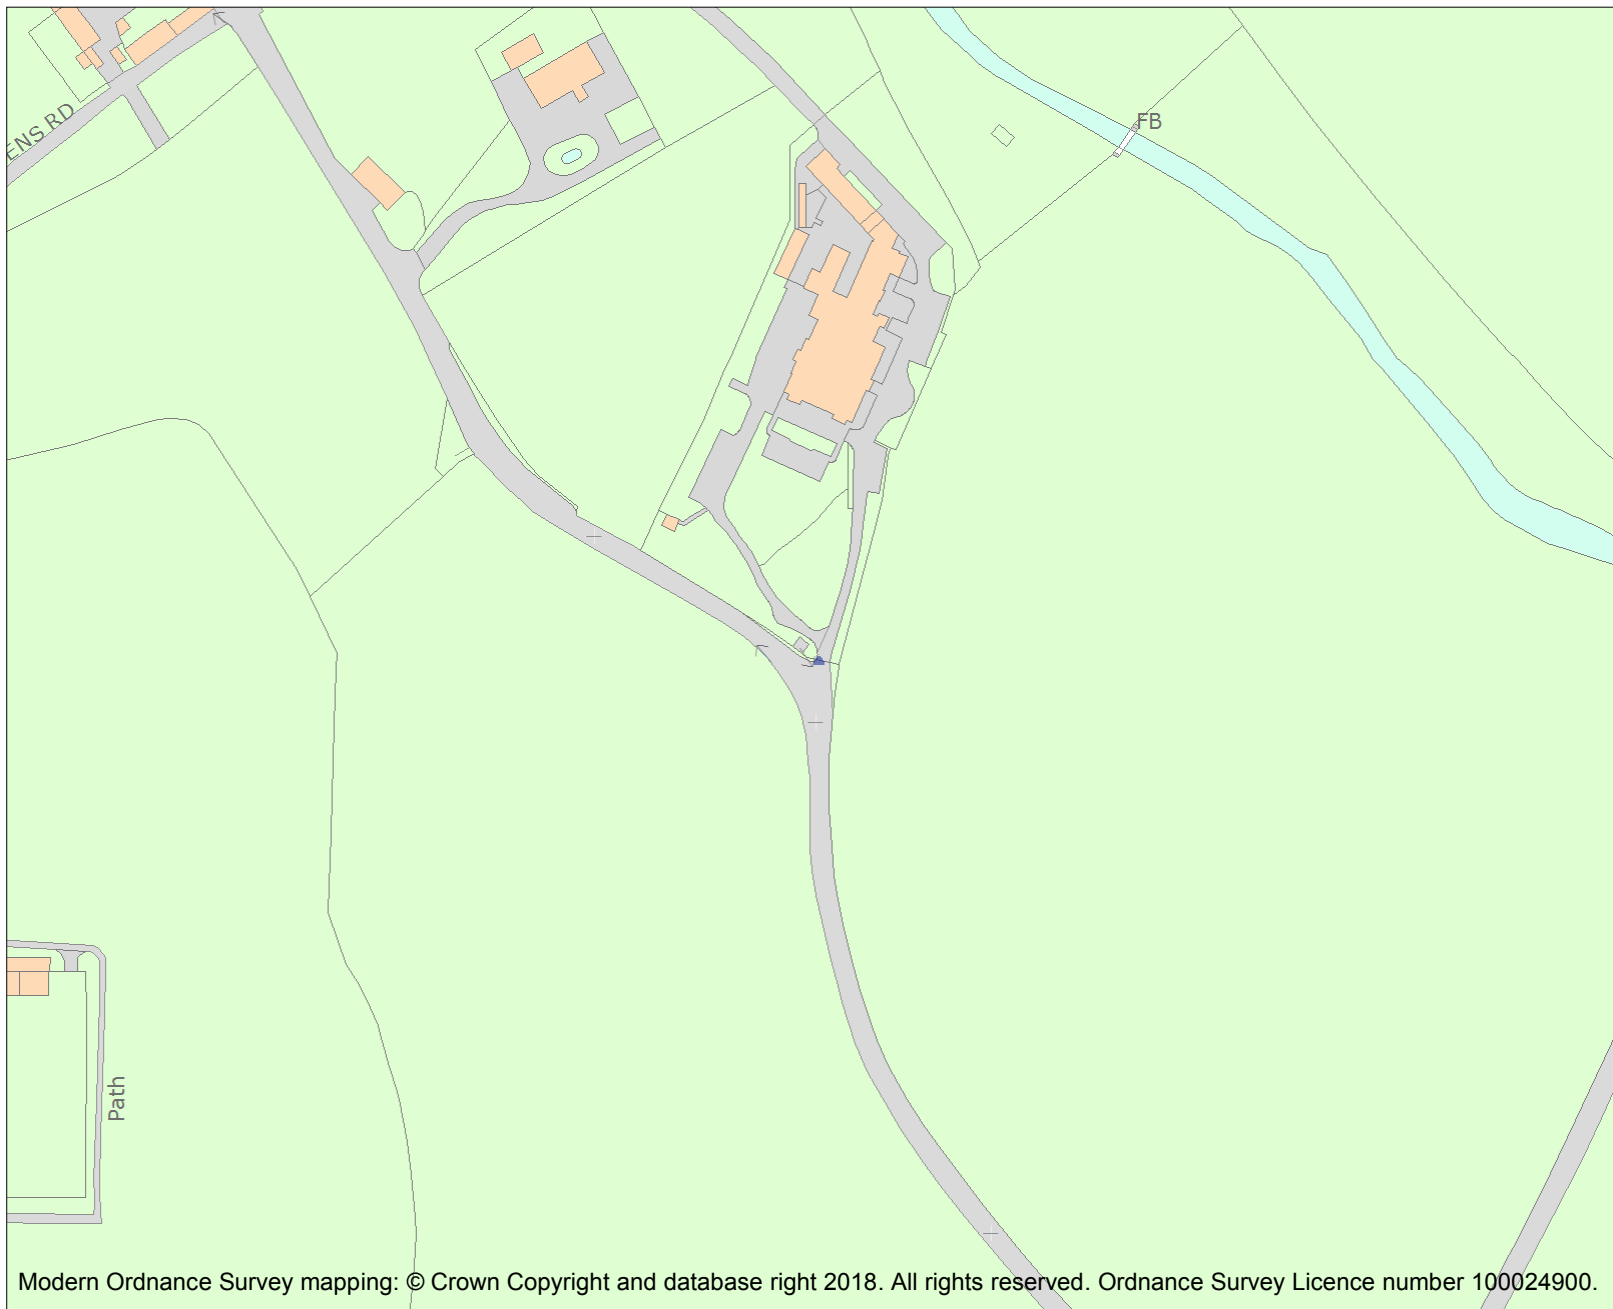 ENS RD
FB
Path
Modern Ordnance Survey mapping: © Crown Copyright and database right 2018. All rights reserved. Ordnance Survey Licence number 100024900.